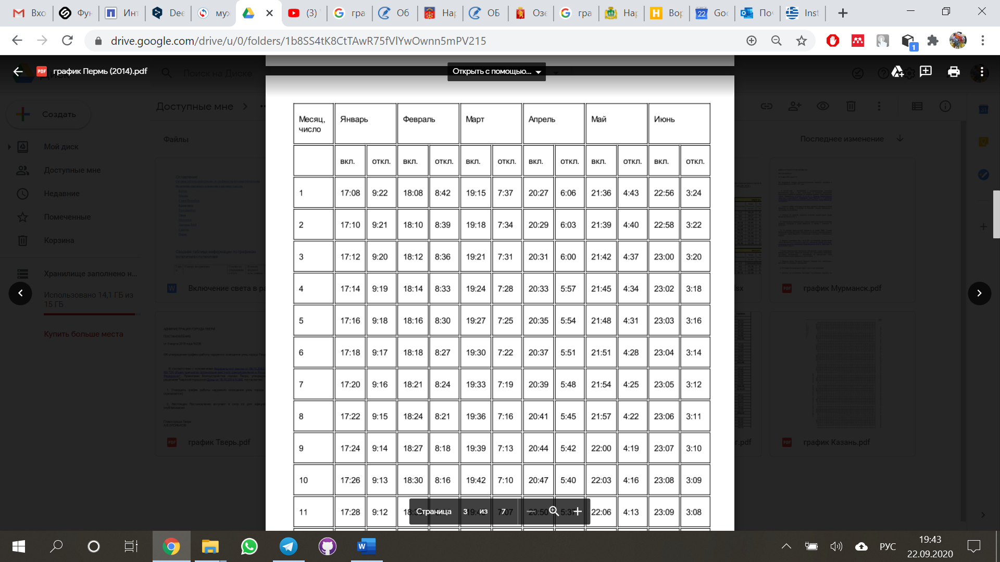 Вхо
Фун
Инт
Dee
мух
(3)
гра
Об
Нар
ОБ
Озе
гра
Нар
Вор
22
Goo
По
Inst
drive.google.com/drive/u/0/folders/1b8SS4tK8CtTAwR75fVlYwOwnn5mPV215
1
PDF график Пермь (2014).pdf
Поиск на Диске
Открыть с помощью...
Создать
Доступные мне
Файлы
Последнее изменение
Мой диск
Доступные мне
Недавние
Помеченные
Корзина
Хранилище заполнено н...
Использовано 14,1 ГБ из
15 ГБ
Купить больше места
W Включение света в ра
PDF график Тверь.pdf
PDF график Мурманск.pdf
PDF график Казань.pdf
sx
г.pdf
Месяц, число Январь Февраль Март Апрель Май Июнь
вкл. откл. вкл. откл. вкл. откл. вкл. откл. вкл. откл. вкл. откл.
1 17:08 9:22 18:08 8:42 19:15 7:37 20:27 6:06 21:36 4:43 22:56 3:24
2 17:10 9:21 18:10 8:39 19:18 7:34 20:29 6:03 21:39 4:40 22:58 3:22
3 17:12 9:20 18:12 8:36 19:21 7:31 20:31 6:00 21:42 4:37 23:00 3:20
4 17:14 9:19 18:14 8:33 19:24 7:28 20:33 5:57 21:45 4:34 23:02 3:18
5 17:16 9:18 18:16 8:30 19:27 7:25 20:35 5:54 21:48 4:31 23:03 3:16
6 17:18 9:17 18:18 8:27 19:30 7:22 20:37 5:51 21:51 4:28 23:04 3:14
7 17:20 9:16 18:21 8:24 19:33 7:19 20:39 5:48 21:54 4:25 23:05 3:12
8 17:22 9:15 18:24 8:21 19:36 7:16 20:41 5:45 21:57 4:22 23:06 3:11
9 17:24 9:14 18:27 8:18 19:39 7:13 20:44 5:42 22:00 4:19 23:07 3:10
10 17:26 9:13 18:30 8:16 19:42 7:10 20:47 5:40 22:03 4:16 23:08 3:09
11 17:28 9:12 7:07 20:50 5:37 22:06 4:13 23:09 3:08
Страница 3 из 7
РУС
19:43
22.09.2020